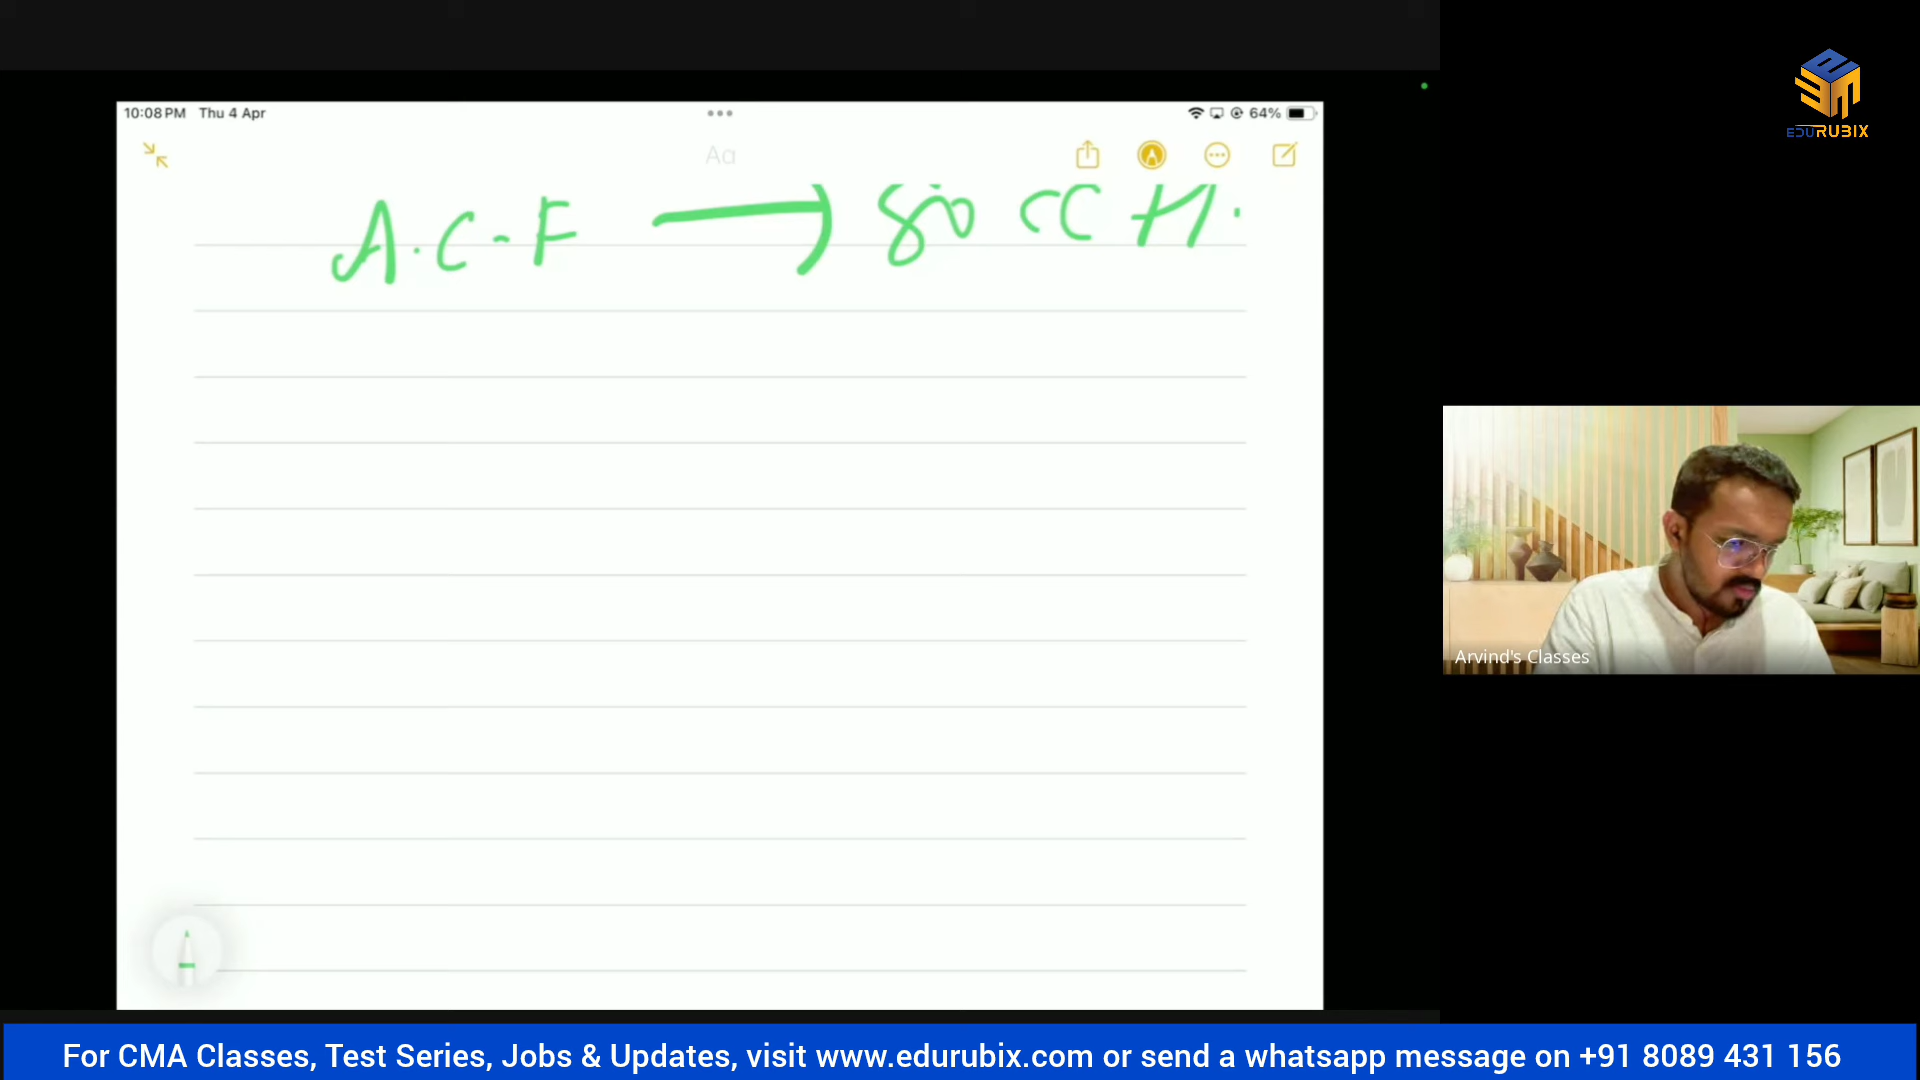 10:08 PM Thu 4 Apr
64%
Aa
A.C-F → 80 CC H.
EDURUBIX
Arvind's Classes
For CMA Classes, Test Series, Jobs & Updates, visit www.edurubix.com or send a whatsapp message on +91 8089 431 156